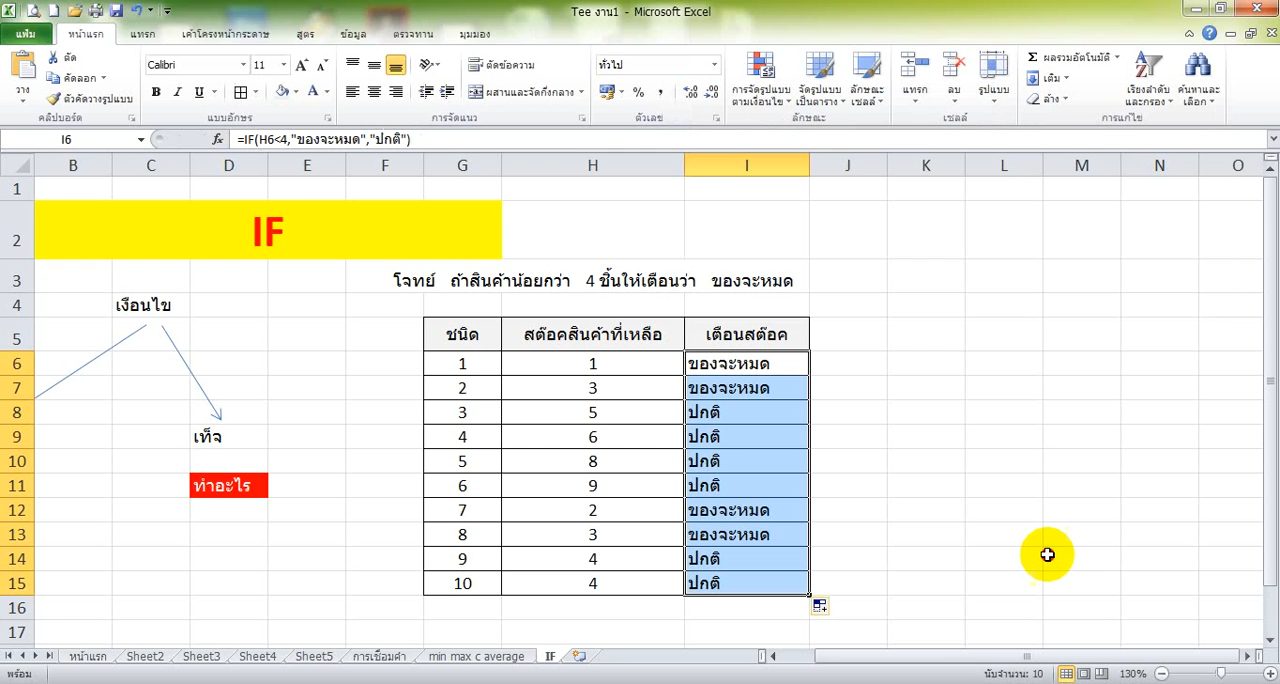 Tee งาน1 - Microsoft Excel
แฟ้ม หน้าแรก แทรก เค้าโครงหน้ากระดาษ สูตร ข้อมูล ตรวจทาน มุมมอง
วาง
ตัด
คัดลอก
ตัวคัดวางรูปแบบ
คลิปบอร์ด
Calibri 11
B I U
แบบอักษร
ตัดข้อความ
ผสานและจัดกึ่งกลาง
การจัดแนว
ทั่วไป
ตัวเลข
การจัดรูปแบบ ตามเงื่อนไข
จัดรูปแบบ เป็นตาราง
ลักษณะ เซลล์
ลักษณะ
แทรก ลบ รูปแบบ
เซลล์
ผลรวมอัตโนมัติ
เติม
ล้าง
เรียงลำดับ และกรอง
ค้นหาและ เลือก
การแก้ไข
I6 fx =IF(H6<4,"ของจะหมด","ปกติ")
B C D E F G H I J K L M N O
1
2 IF
3 โจทย์ ถ้าสินค้าน้อยกว่า 4 ชิ้นให้เตือนว่า ของจะหมด
4 เงือนไข
5 ชนิด สต๊อคสินค้าที่เหลือ เตือนสต๊อค
6 1 1 ของจะหมด
7 2 3 ของจะหมด
8 3 5 ปกติ
9 เท็จ 4 6 ปกติ
10 5 8 ปกติ
11 ทำอะไร 6 9 ปกติ
12 7 2 ของจะหมด
13 8 3 ของจะหมด
14 9 4 ปกติ
15 10 4 ปกติ
16
17
หน้าแรก Sheet2 Sheet3 Sheet4 Sheet5 การเชื่อมคำ min max c average IF
พร้อม นับจำนวน: 10 130%